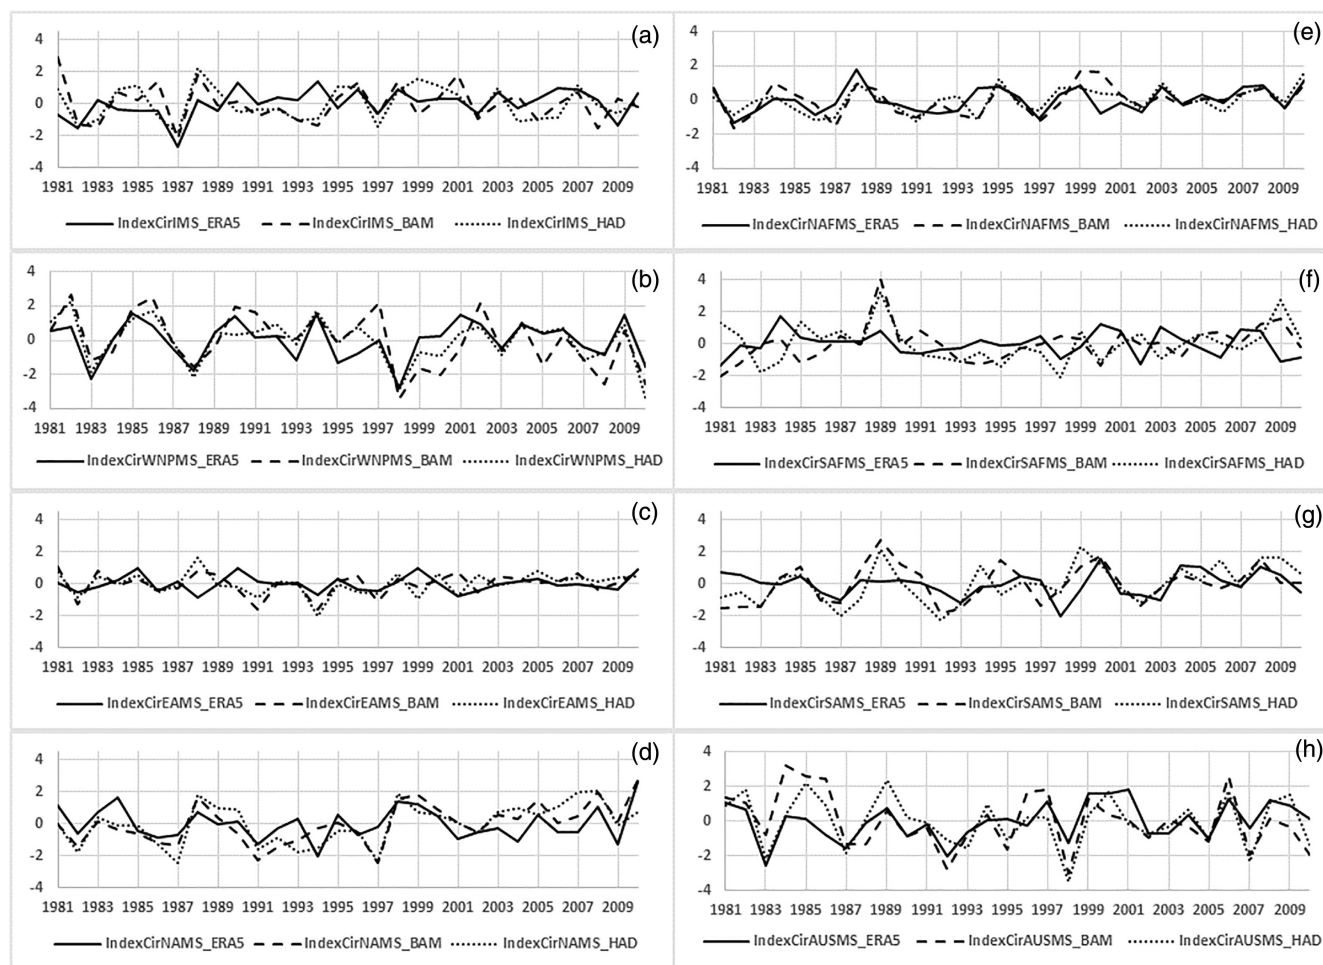 (a)
4
2
0
-2
-4
1981 1983 1985 1987 1989 1991 1993 1995 1997 1999 2001 2003 2005 2007 2009
IndexCirIMS_ERA5 IndexCirIMS_BAM IndexCirIMS_HAD
(b)
4
2
0
-2
-4
1981 1983 1985 1987 1989 1991 1993 1995 1997 1999 2001 2003 2005 2007 2009
IndexCirWNPMS_ERA5 IndexCirWNPMS_BAM IndexCirWNPMS_HAD
(c)
4
2
0
-2
-4
1981 1983 1985 1987 1989 1991 1993 1995 1997 1999 2001 2003 2005 2007 2009
IndexCirEAMS_ERA5 IndexCirEAMS_BAM IndexCirEAMS_HAD
(d)
4
2
0
-2
-4
1981 1983 1985 1987 1989 1991 1993 1995 1997 1999 2001 2003 2005 2007 2009
IndexCirNAMS_ERA5 IndexCirNAMS_BAM IndexCirNAMS_HAD
(e)
4
2
0
-2
-4
1981 1983 1985 1987 1989 1991 1993 1995 1997 1999 2001 2003 2005 2007 2009
IndexCirNAFMS_ERA5 IndexCirNAFMS_BAM IndexCirNAFMS_HAD
(f)
4
2
0
-2
-4
1981 1983 1985 1987 1989 1991 1993 1995 1997 1999 2001 2003 2005 2007 2009
IndexCirSAFMS_ERA5 IndexCirSAFMS_BAM IndexCirSAFMS_HAD
(g)
4
2
0
-2
-4
1981 1983 1985 1987 1989 1991 1993 1995 1997 1999 2001 2003 2005 2007 2009
IndexCirSAMS_ERA5 IndexCirSAMS_BAM IndexCirSAMS_HAD
(h)
4
2
0
-2
-4
1981 1983 1985 1987 1989 1991 1993 1995 1997 1999 2001 2003 2005 2007 2009
IndexCirAUSMS_ERA5 IndexCirAUSMS_BAM IndexCirAUSMS_HAD